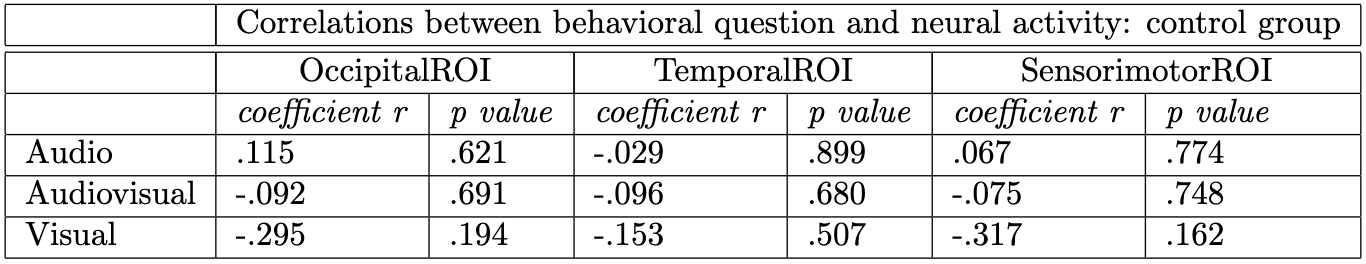 Correlations between behavioral question and neural activity: control group
OccipitalROI TemporalROI SensorimotorROI
coefficient r p value coefficient r p value coefficient r p value
Audio .115 .621 -.029 .899 .067 .774
Audiovisual -.092 .691 -.096 .680 -.075 .748
Visual -.295 .194 -.153 .507 -.317 .162